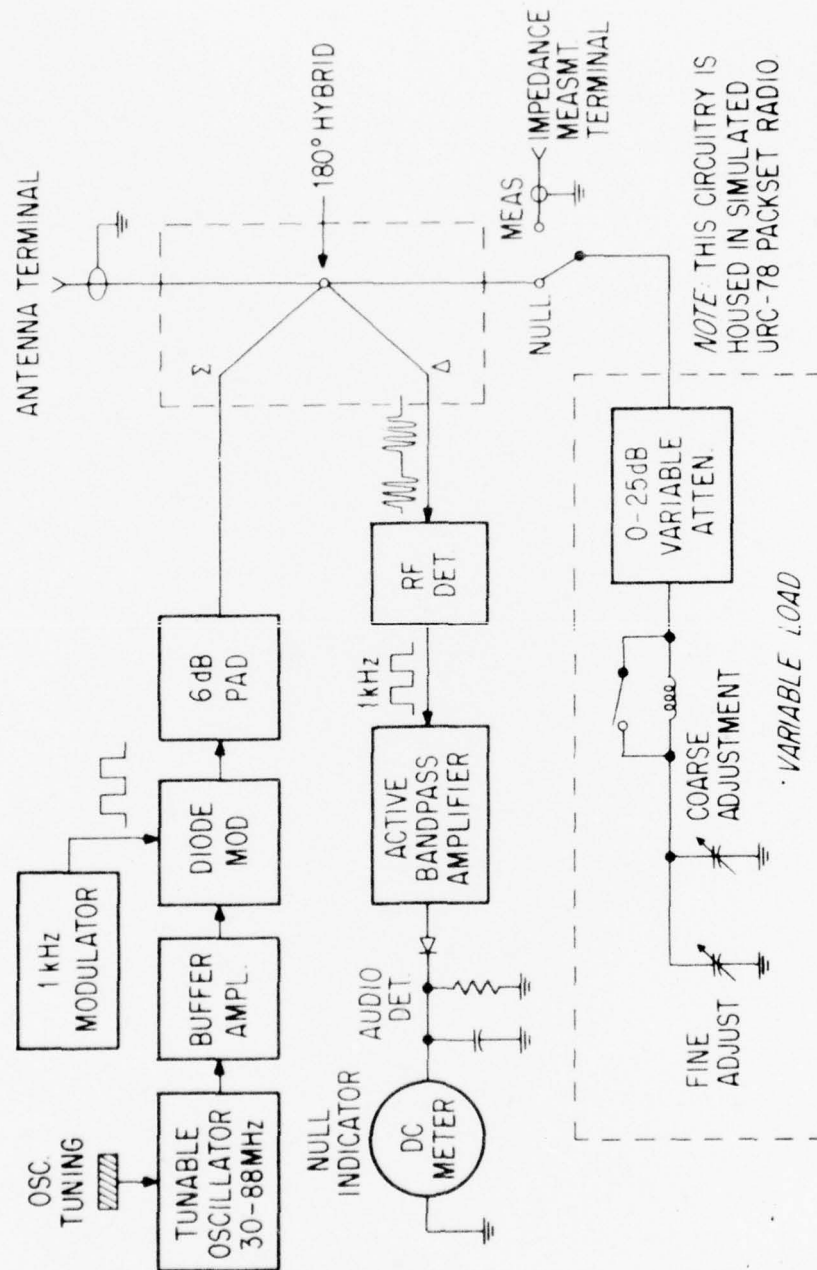 ANTENNA TERMINAL
OSC.
TUNING
1 kHz
MODULATOR
TUNABLE
OSCILLATOR
30-88MHz
BUFFER
AMPL.
DIODE
MOD
6dB
PAD
Σ
180° HYBRID
Δ
NULL
INDICATOR
DC
METER
AUDIO
DET.
ACTIVE
BANDPASS
AMPLIFIER
1kHz
RF
DET.
NULL
MEAS
IMPEDANCE
MEASMT.
TERMINAL
FINE
ADJUST
COARSE
ADJUSTMENT
0-25dB
VARIABLE
ATTEN.
VARIABLE LOAD
NOTE: THIS CIRCUITRY IS
HOUSED IN SIMULATED
URC-78 PACKSET RADIO.